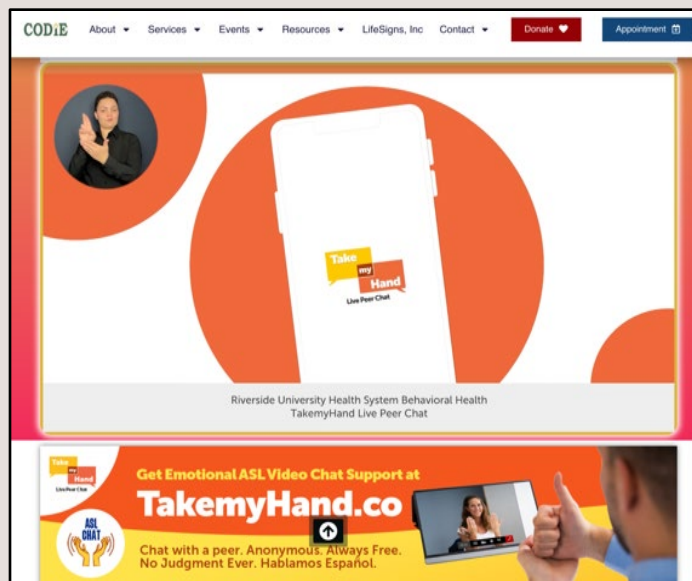 CODIE About Services Events Resources LifeSigns, Inc Contact Donate Appointment
Take
my
Hand
Live Peer Chat
Riverside University Health System Behavioral Health
TakemyHand Live Peer Chat
Take
my
Hand
Live Peer Chat
ASL
CHAT
Get Emotional ASL Video Chat Support at
TakemyHand.co
Chat with a peer. Anonymous. Always Free.
No Judgment Ever. Hablamos Español.